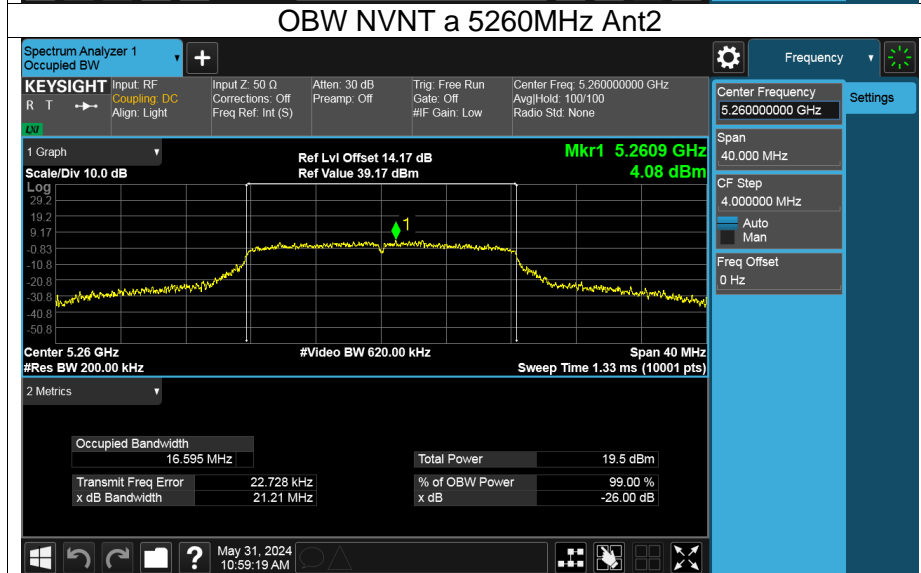 OBW NVNT a 5260MHz Ant2
Spectrum Analyzer 1
Occupied BW
+
Frequency
KEYSIGHT
R T
LXI
Input: RF
Coupling: DC
Align: Light
Input Z: 50 Ω
Corrections: Off
Freq Ref: Int (S)
Atten: 30 dB
Preamp: Off
Trig: Free Run
Gate: Off
#IF Gain: Low
Center Freq: 5.260000000 GHz
Avg|Hold: 100/100
Radio Std: None
Center Frequency
5.260000000 GHz
Settings
Span
40.000 MHz
CF Step
4.000000 MHz
Auto
Man
Freq Offset
0 Hz
1 Graph
Scale/Div 10.0 dB
Ref Lvl Offset 14.17 dB
Ref Value 39.17 dBm
Mkr1 5.2609 GHz
4.08 dBm
Log
29.2
19.2
9.17
-0.83
-10.8
-20.8
-30.8
-40.8
-50.8
1
Center 5.26 GHz
#Res BW 200.00 kHz
#Video BW 620.00 kHz
Span 40 MHz
Sweep Time 1.33 ms (10001 pts)
2 Metrics
Occupied Bandwidth
16.595 MHz
Total Power 19.5 dBm
Transmit Freq Error 22.728 kHz
% of OBW Power 99.00 %
x dB Bandwidth 21.21 MHz
x dB -26.00 dB
?
May 31, 2024
10:59:19 AM